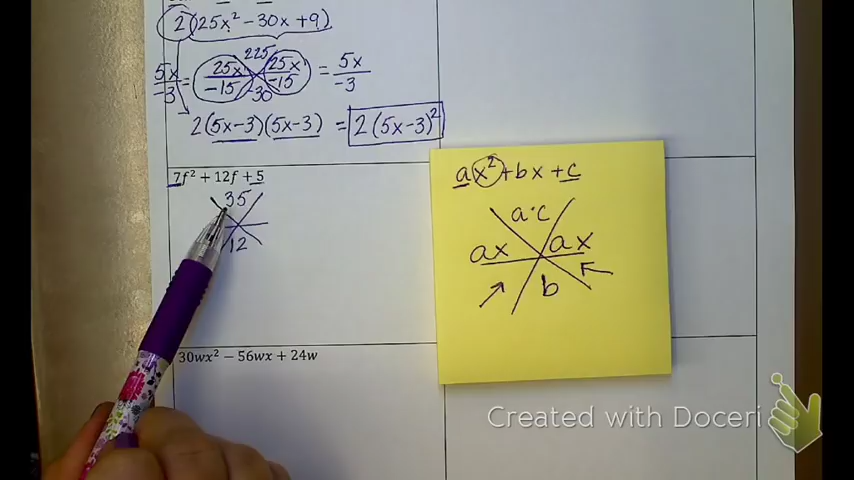 2(25x² - 30x + 9)
225
5x/-3 = 25x/-15 25x/-15 = 5x/-3
-30
2(5x-3)(5x-3) = 2(5x-3)²
7f² + 12f + 5
35
12
30wx² - 56wx + 24w
ax² + bx + c
a·c
ax ax
b
Created with Doceri